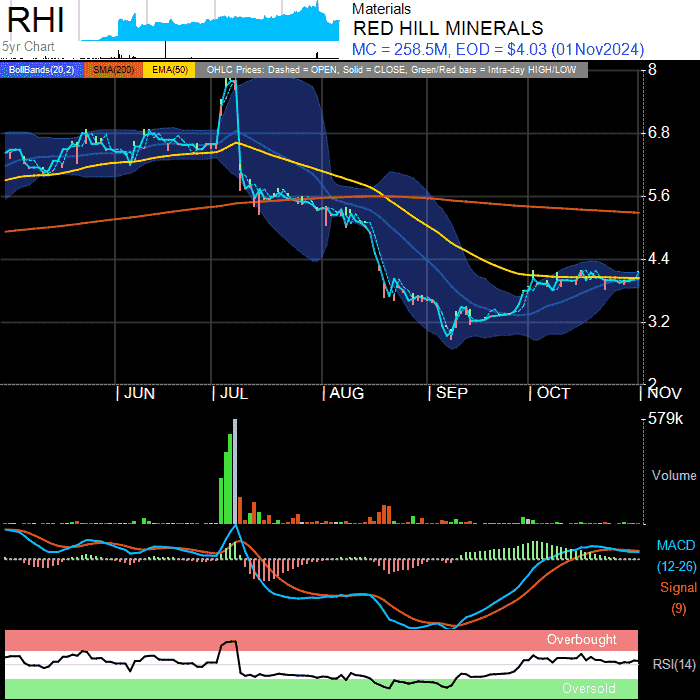 RHI
5yr Chart
Materials
RED HILL MINERALS
MC = 258.5M, EOD = $4.03 (01Nov2024)
BollBands(20,2) SMA(200) EMA(50) OHLC Prices: Dashed = OPEN, Solid = CLOSE, Green/Red bars = Intra-day HIGH/LOW
8
6.8
5.6
4.4
3.2
2
JUN JUL AUG SEP OCT NOV
579k
Volume
MACD
(12-26)
Signal
(9)
Overbought
RSI(14)
Oversold